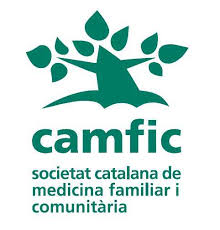 camfic
societat catalana de
medicina familiar i
comunitària